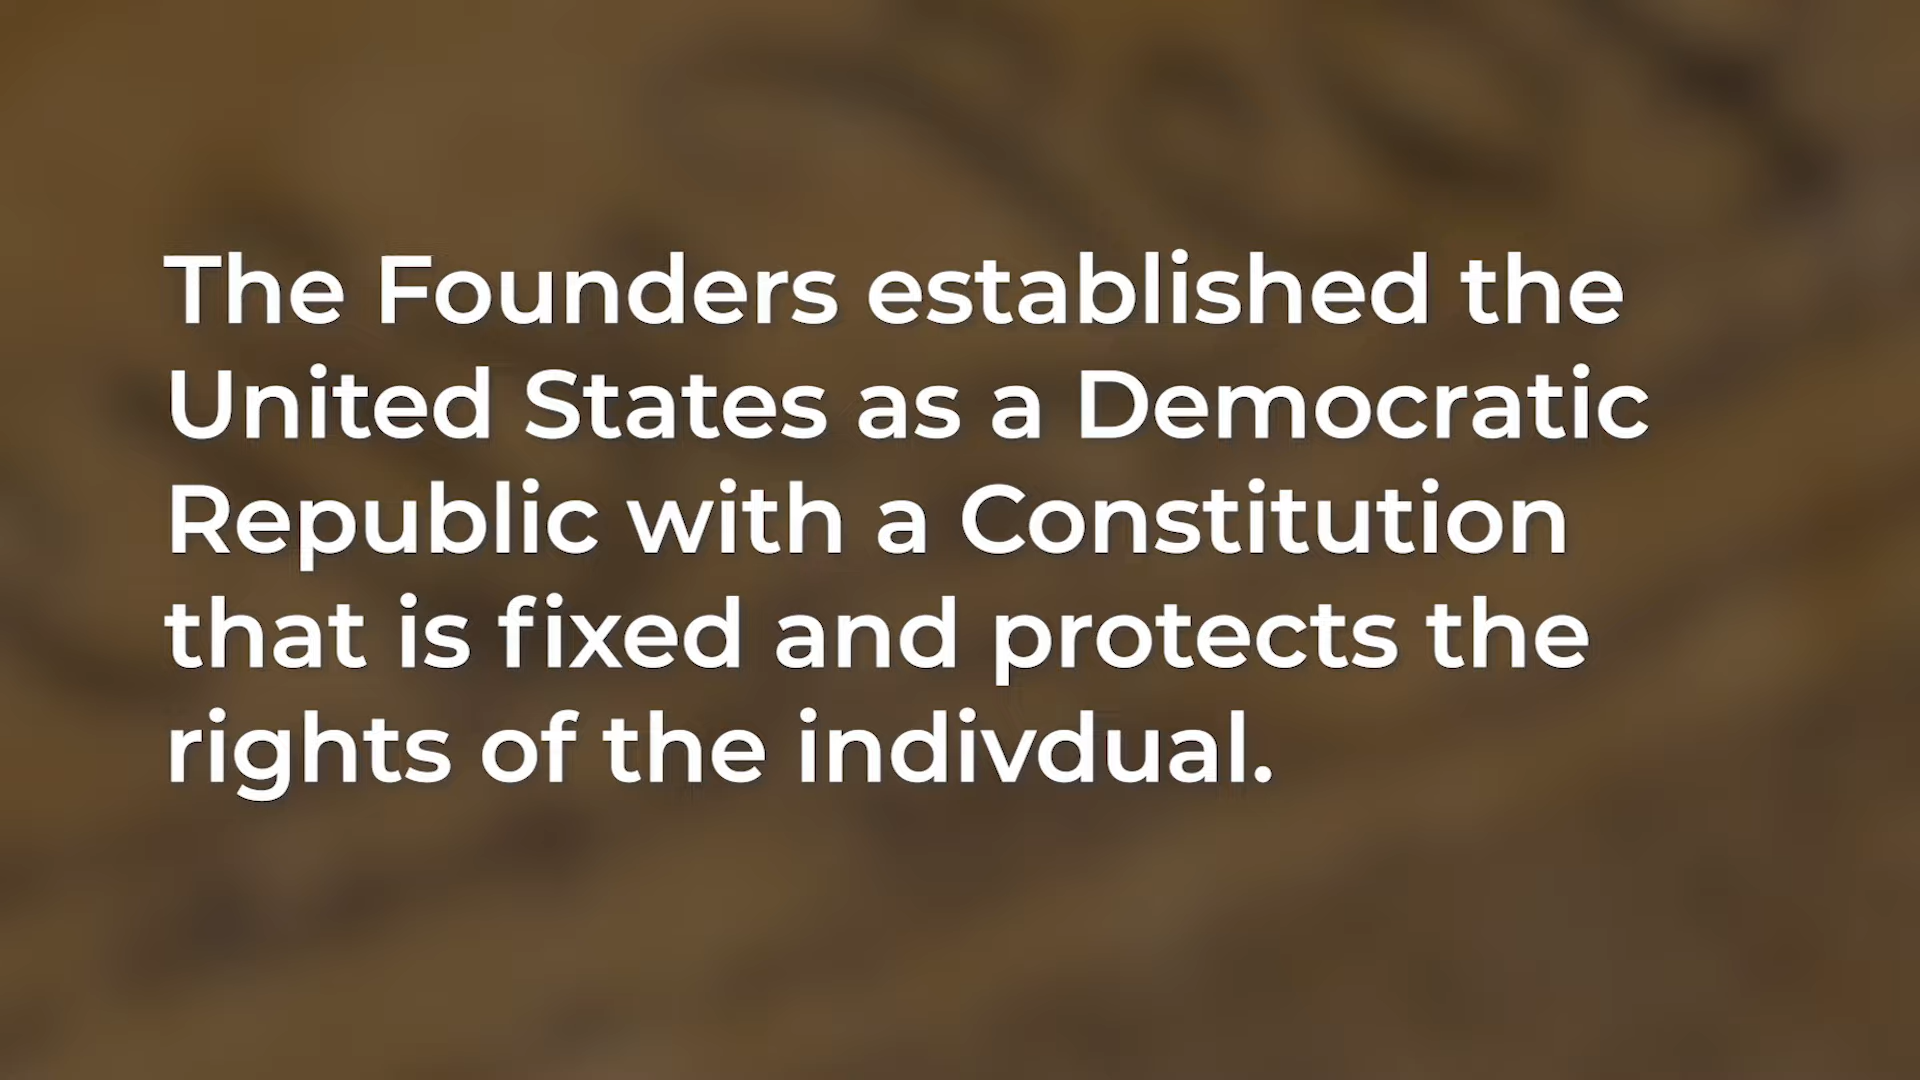 The Founders established the
United States as a Democratic
Republic with a Constitution
that is fixed and protects the
rights of the indivdual.